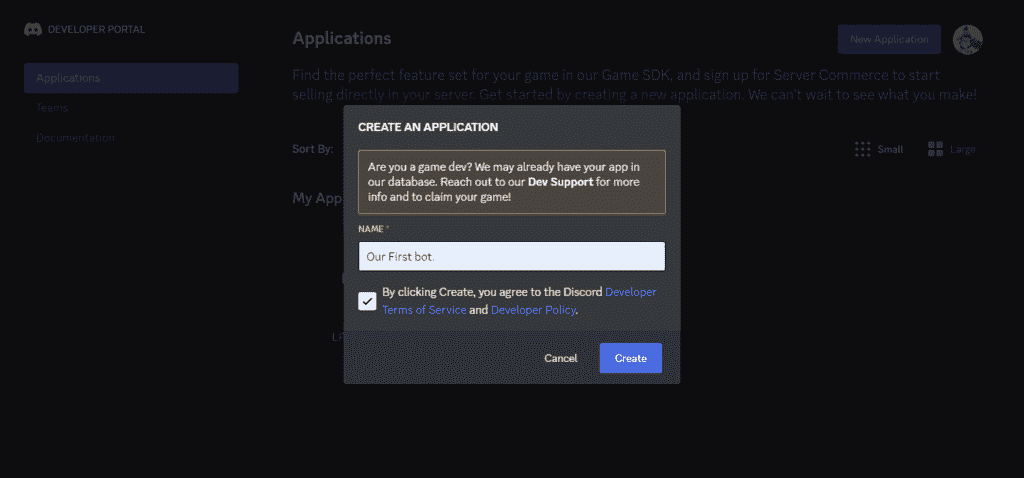 DEVELOPER PORTAL
Applications
Teams
Documentation
Applications
New Application
Find the perfect feature set for your game in our Game SDK, and sign up for Server Commerce to start
selling directly in your server. Get started by creating a new application. We can't wait to see what you make!
Sort By:
Small
Large
My App
CREATE AN APPLICATION
Are you a game dev? We may already have your app in
our database. Reach out to our Dev Support for more
info and to claim your game!
NAME *
Our First bot.
By clicking Create, you agree to the Discord Developer
Terms of Service and Developer Policy.
Cancel
Create